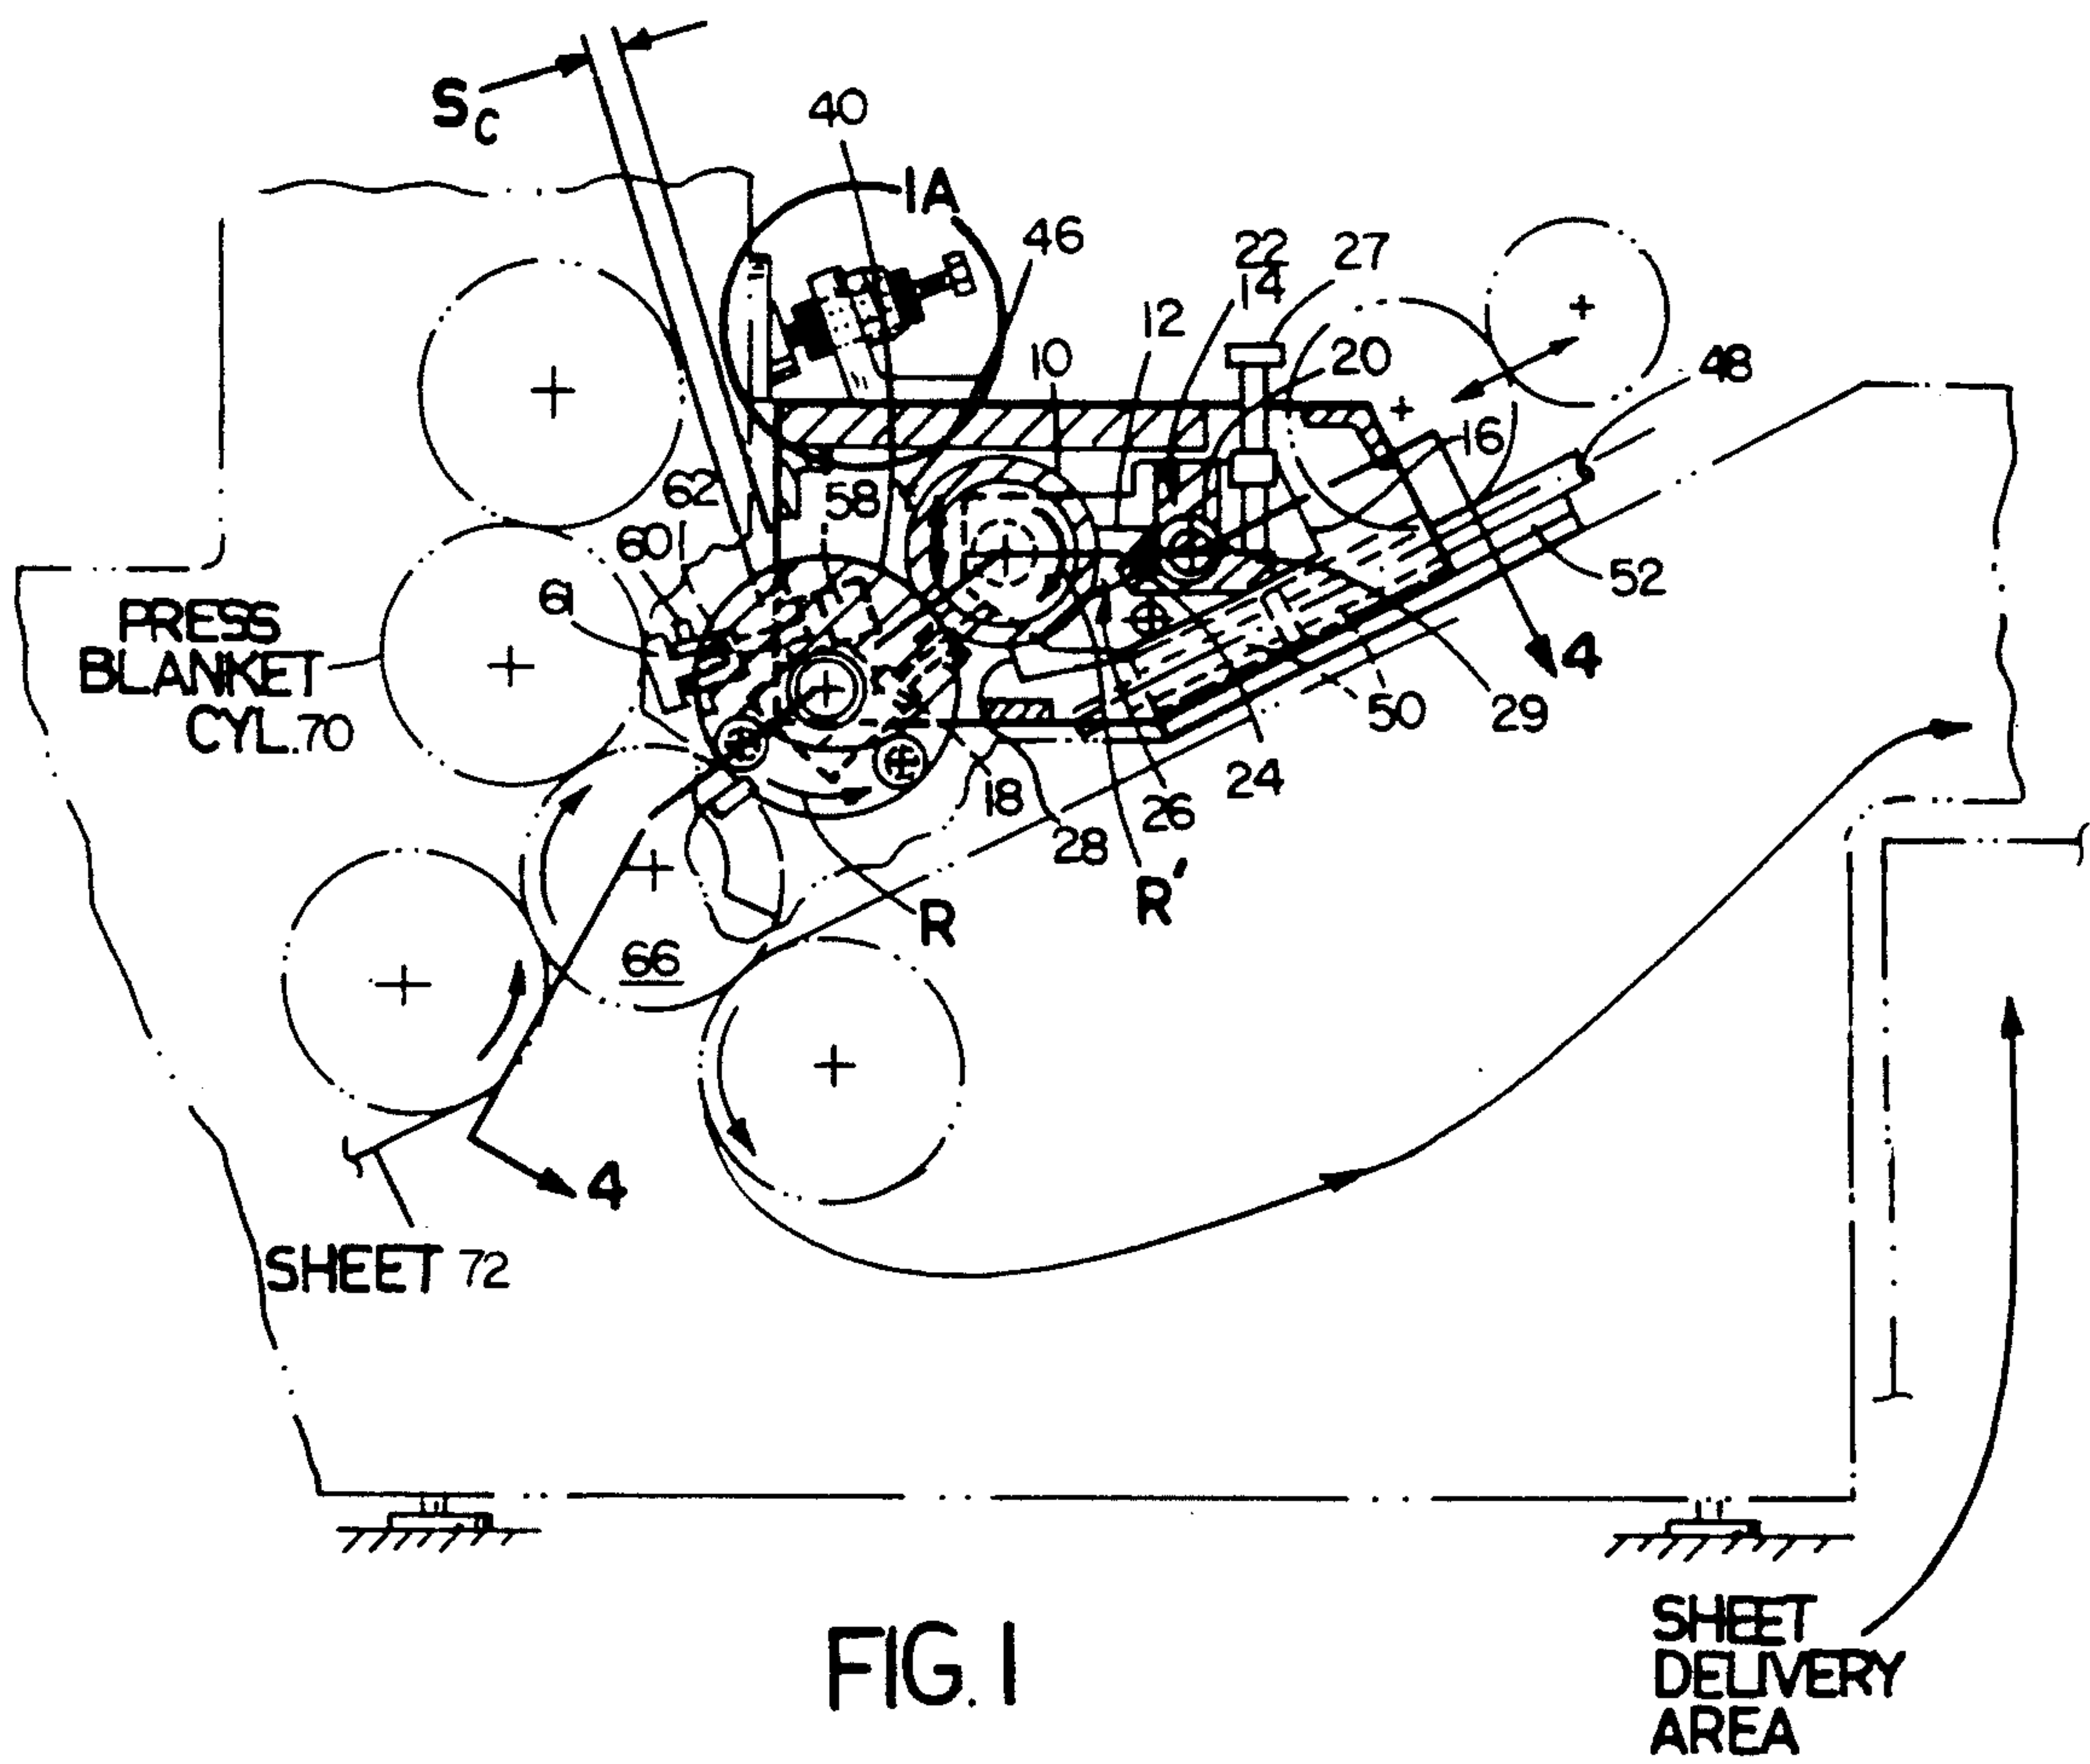 Sc
40
1A
46
22
14
27
12
10
20
48
16
62
58
60
61
52
PRESS
BLANKET
CYL. 70
4
50
29
24
18
26
28
R'
R
66
4
SHEET 72
SHEET
DELIVERY
AREA
FIG. 1